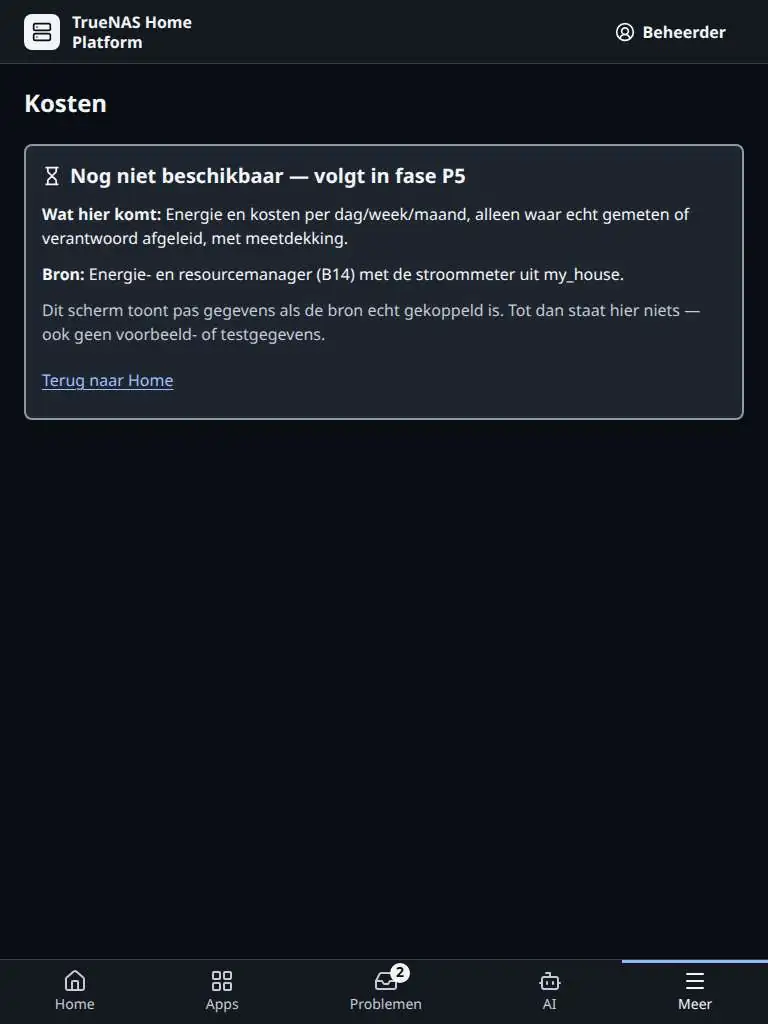 TrueNAS Home
Platform
Beheerder
Kosten
Nog niet beschikbaar — volgt in fase P5
Wat hier komt: Energie en kosten per dag/week/maand, alleen waar echt gemeten of
verantwoord afgeleid, met meetdekking.
Bron: Energie- en resourcemanager (B14) met de stroommeter uit my_house.
Dit scherm toont pas gegevens als de bron echt gekoppeld is. Tot dan staat hier niets —
ook geen voorbeeld- of testgegevens.
Terug naar Home
2
Home
Apps
Problemen
AI
Meer